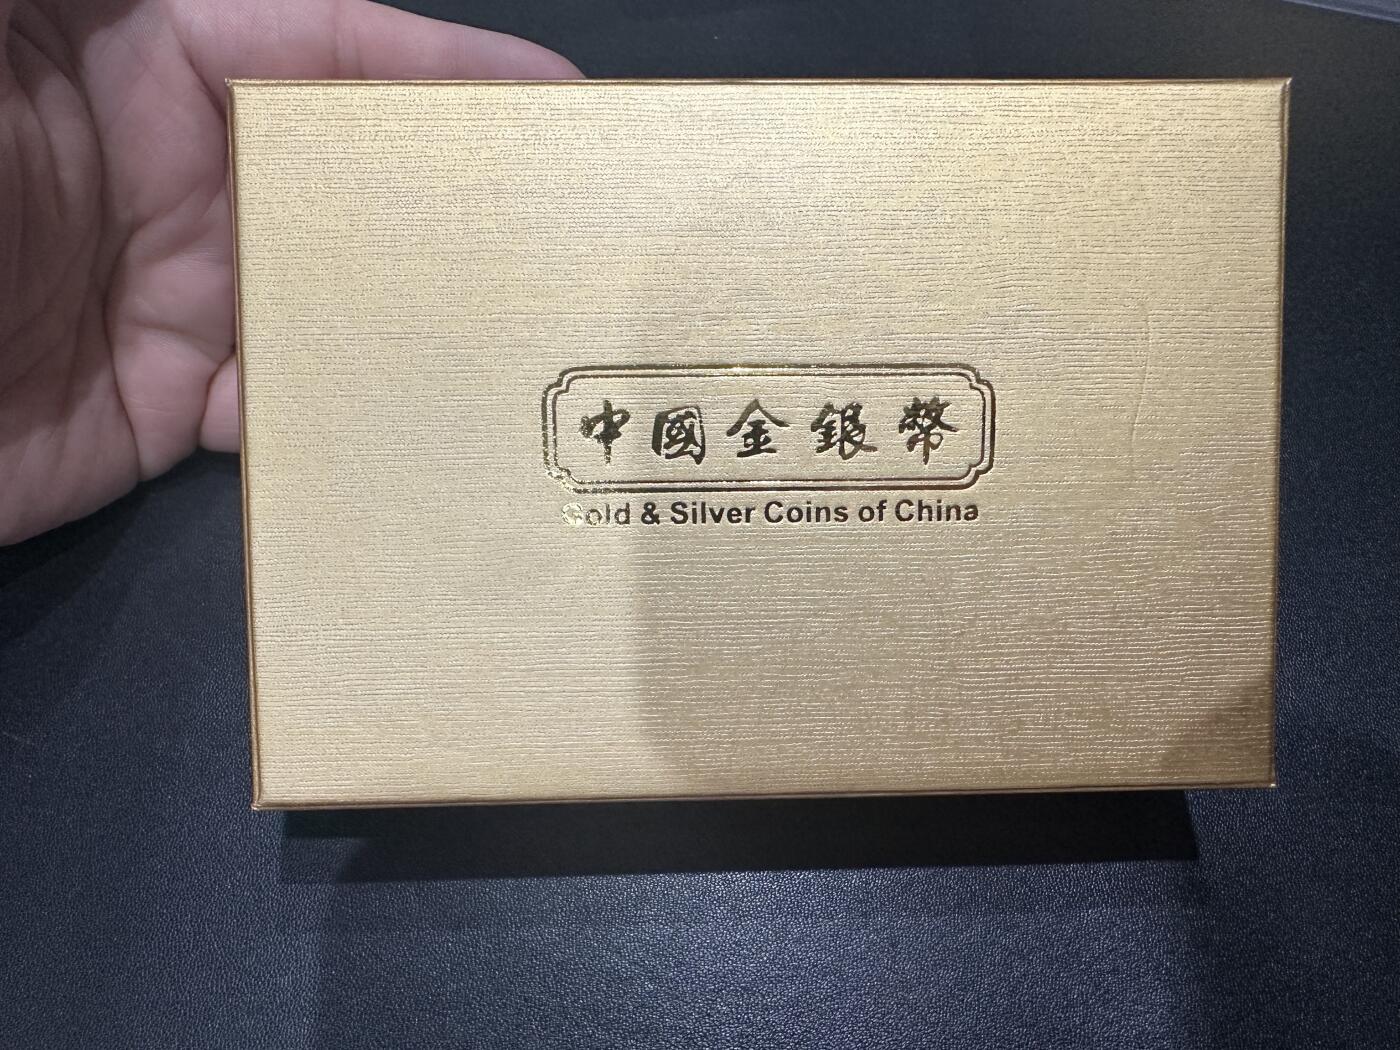 中國金銀幣
Gold & Silver Coins of China